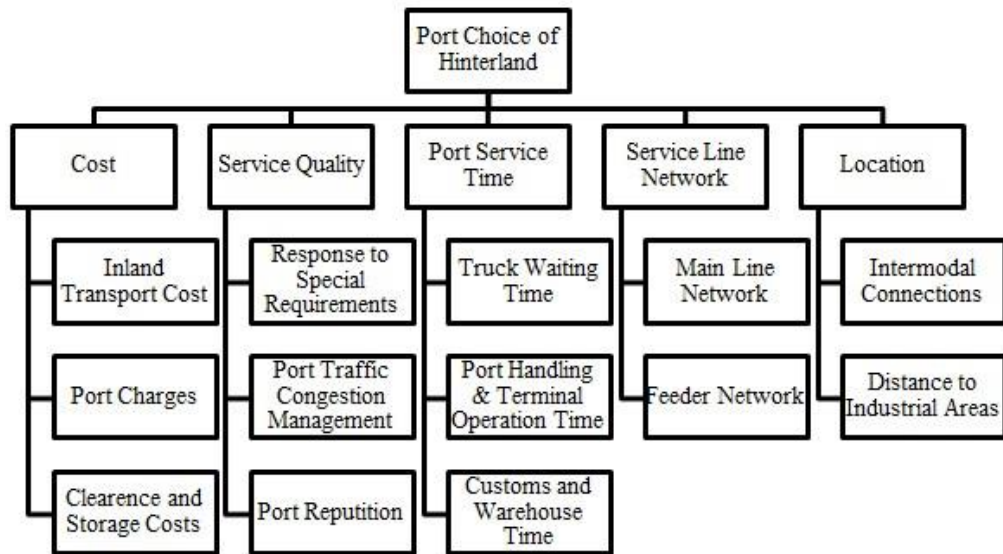 Port Choice of
Hinterland
Cost
Service Quality
Port Service
Time
Service Line
Network
Location
Inland
Transport Cost
Response to
Special
Requirements
Truck Waiting
Time
Main Line
Network
Intermodal
Connections
Port Charges
Port Traffic
Congestion
Management
Port Handling
& Terminal
Operation Time
Feeder Network
Distance to
Industrial Areas
Clearence and
Storage Costs
Port Repution
Customs and
Warehouse
Time